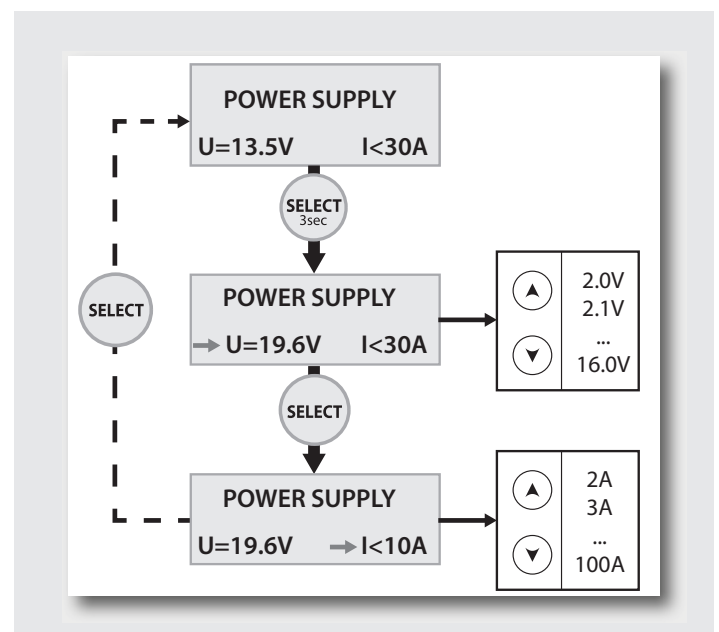 POWER SUPPLY
U=13.5V I<30A
SELECT
3sec
POWER SUPPLY
U=19.6V I<30A
2.0V
2.1V
...
16.0V
SELECT
SELECT
POWER SUPPLY
U=19.6V I<10A
2A
3A
...
100A